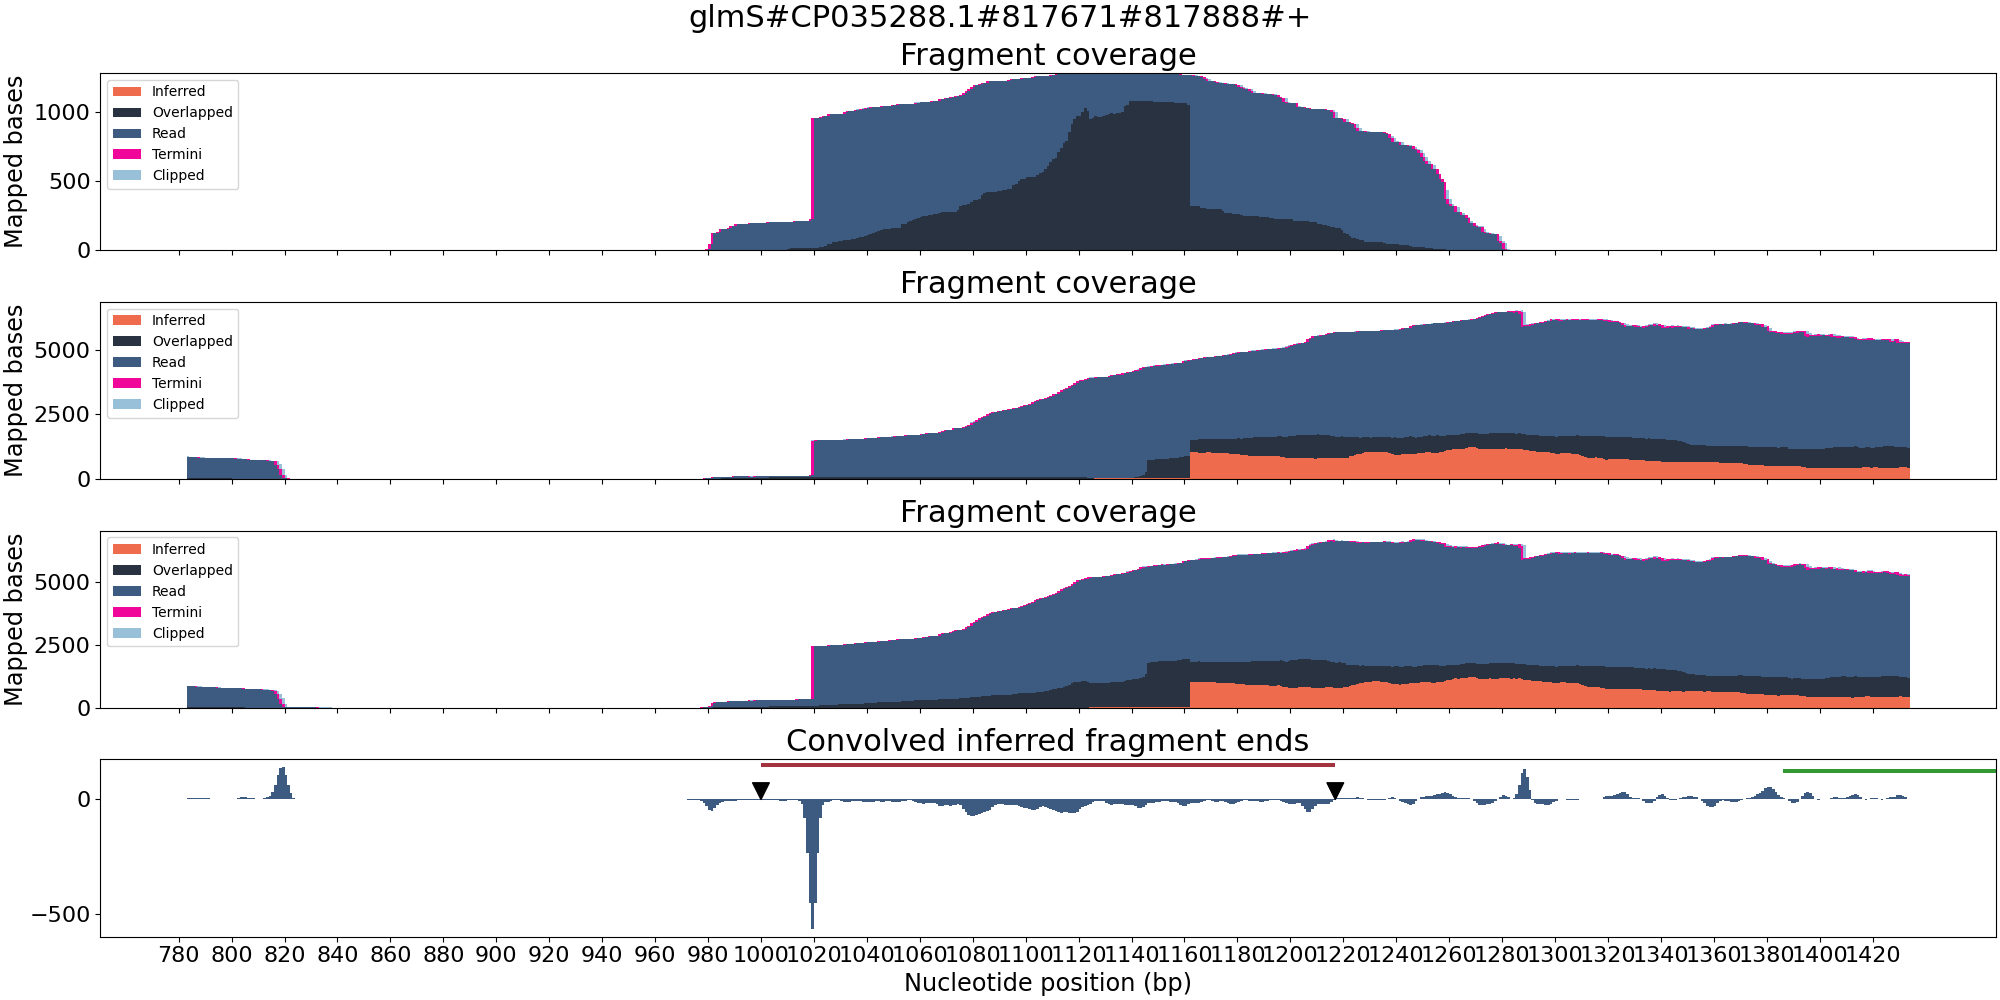 glmS#CP035288.1#817671#817888#+
Fragment coverage
Mapped bases
1000
500
0
Inferred
Overlapped
Read
Termini
Clipped
Fragment coverage
Mapped bases
5000
2500
0
Inferred
Overlapped
Read
Termini
Clipped
Fragment coverage
Mapped bases
5000
2500
0
Inferred
Overlapped
Read
Termini
Clipped
Convolved inferred fragment ends
0
−500
780 800 820 840 860 880 900 920 940 960 980 1000 1020 1040 1060 1080 1100 1120 1140 1160 1180 1200 1220 1240 1260 1280 1300 1320 1340 1360 1380 1400 1420
Nucleotide position (bp)